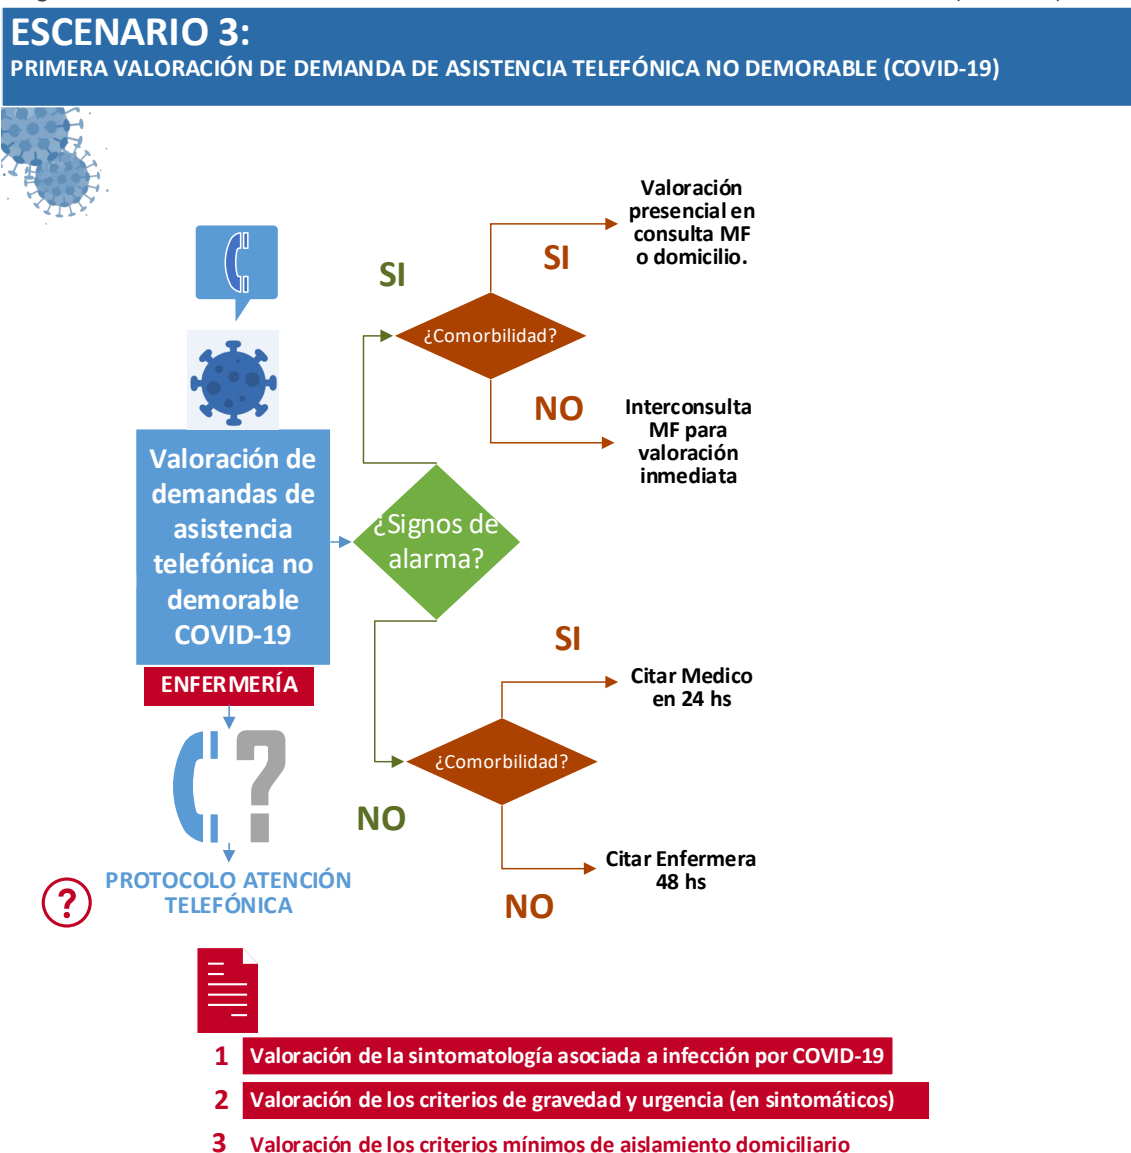 ESCENARIO 3:
PRIMERA VALORACIÓN DE DEMANDA DE ASISTENCIA TELEFÓNICA NO DEMORABLE (COVID-19)
Valoración
presencial en
consulta MF
o domicilio.
SI
SI
¿Comorbilidad?
NO
Interconsulta
MF para
valoración
inmediata
Valoración de
demandas de
asistencia
telefónica no
demorable
COVID-19
¿Signos de
alarma?
ENFERMERÍA
SI
Citar Medico
en 24 hs
¿Comorbilidad?
NO
Citar Enfermera
48 hs
NO
PROTOCOLO ATENCIÓN
TELEFÓNICA
?
1 Valoración de la sintomatología asociada a infección por COVID-19
2 Valoración de los criterios de gravedad y urgencia (en sintomáticos)
3 Valoración de los criterios mínimos de aislamiento domiciliario